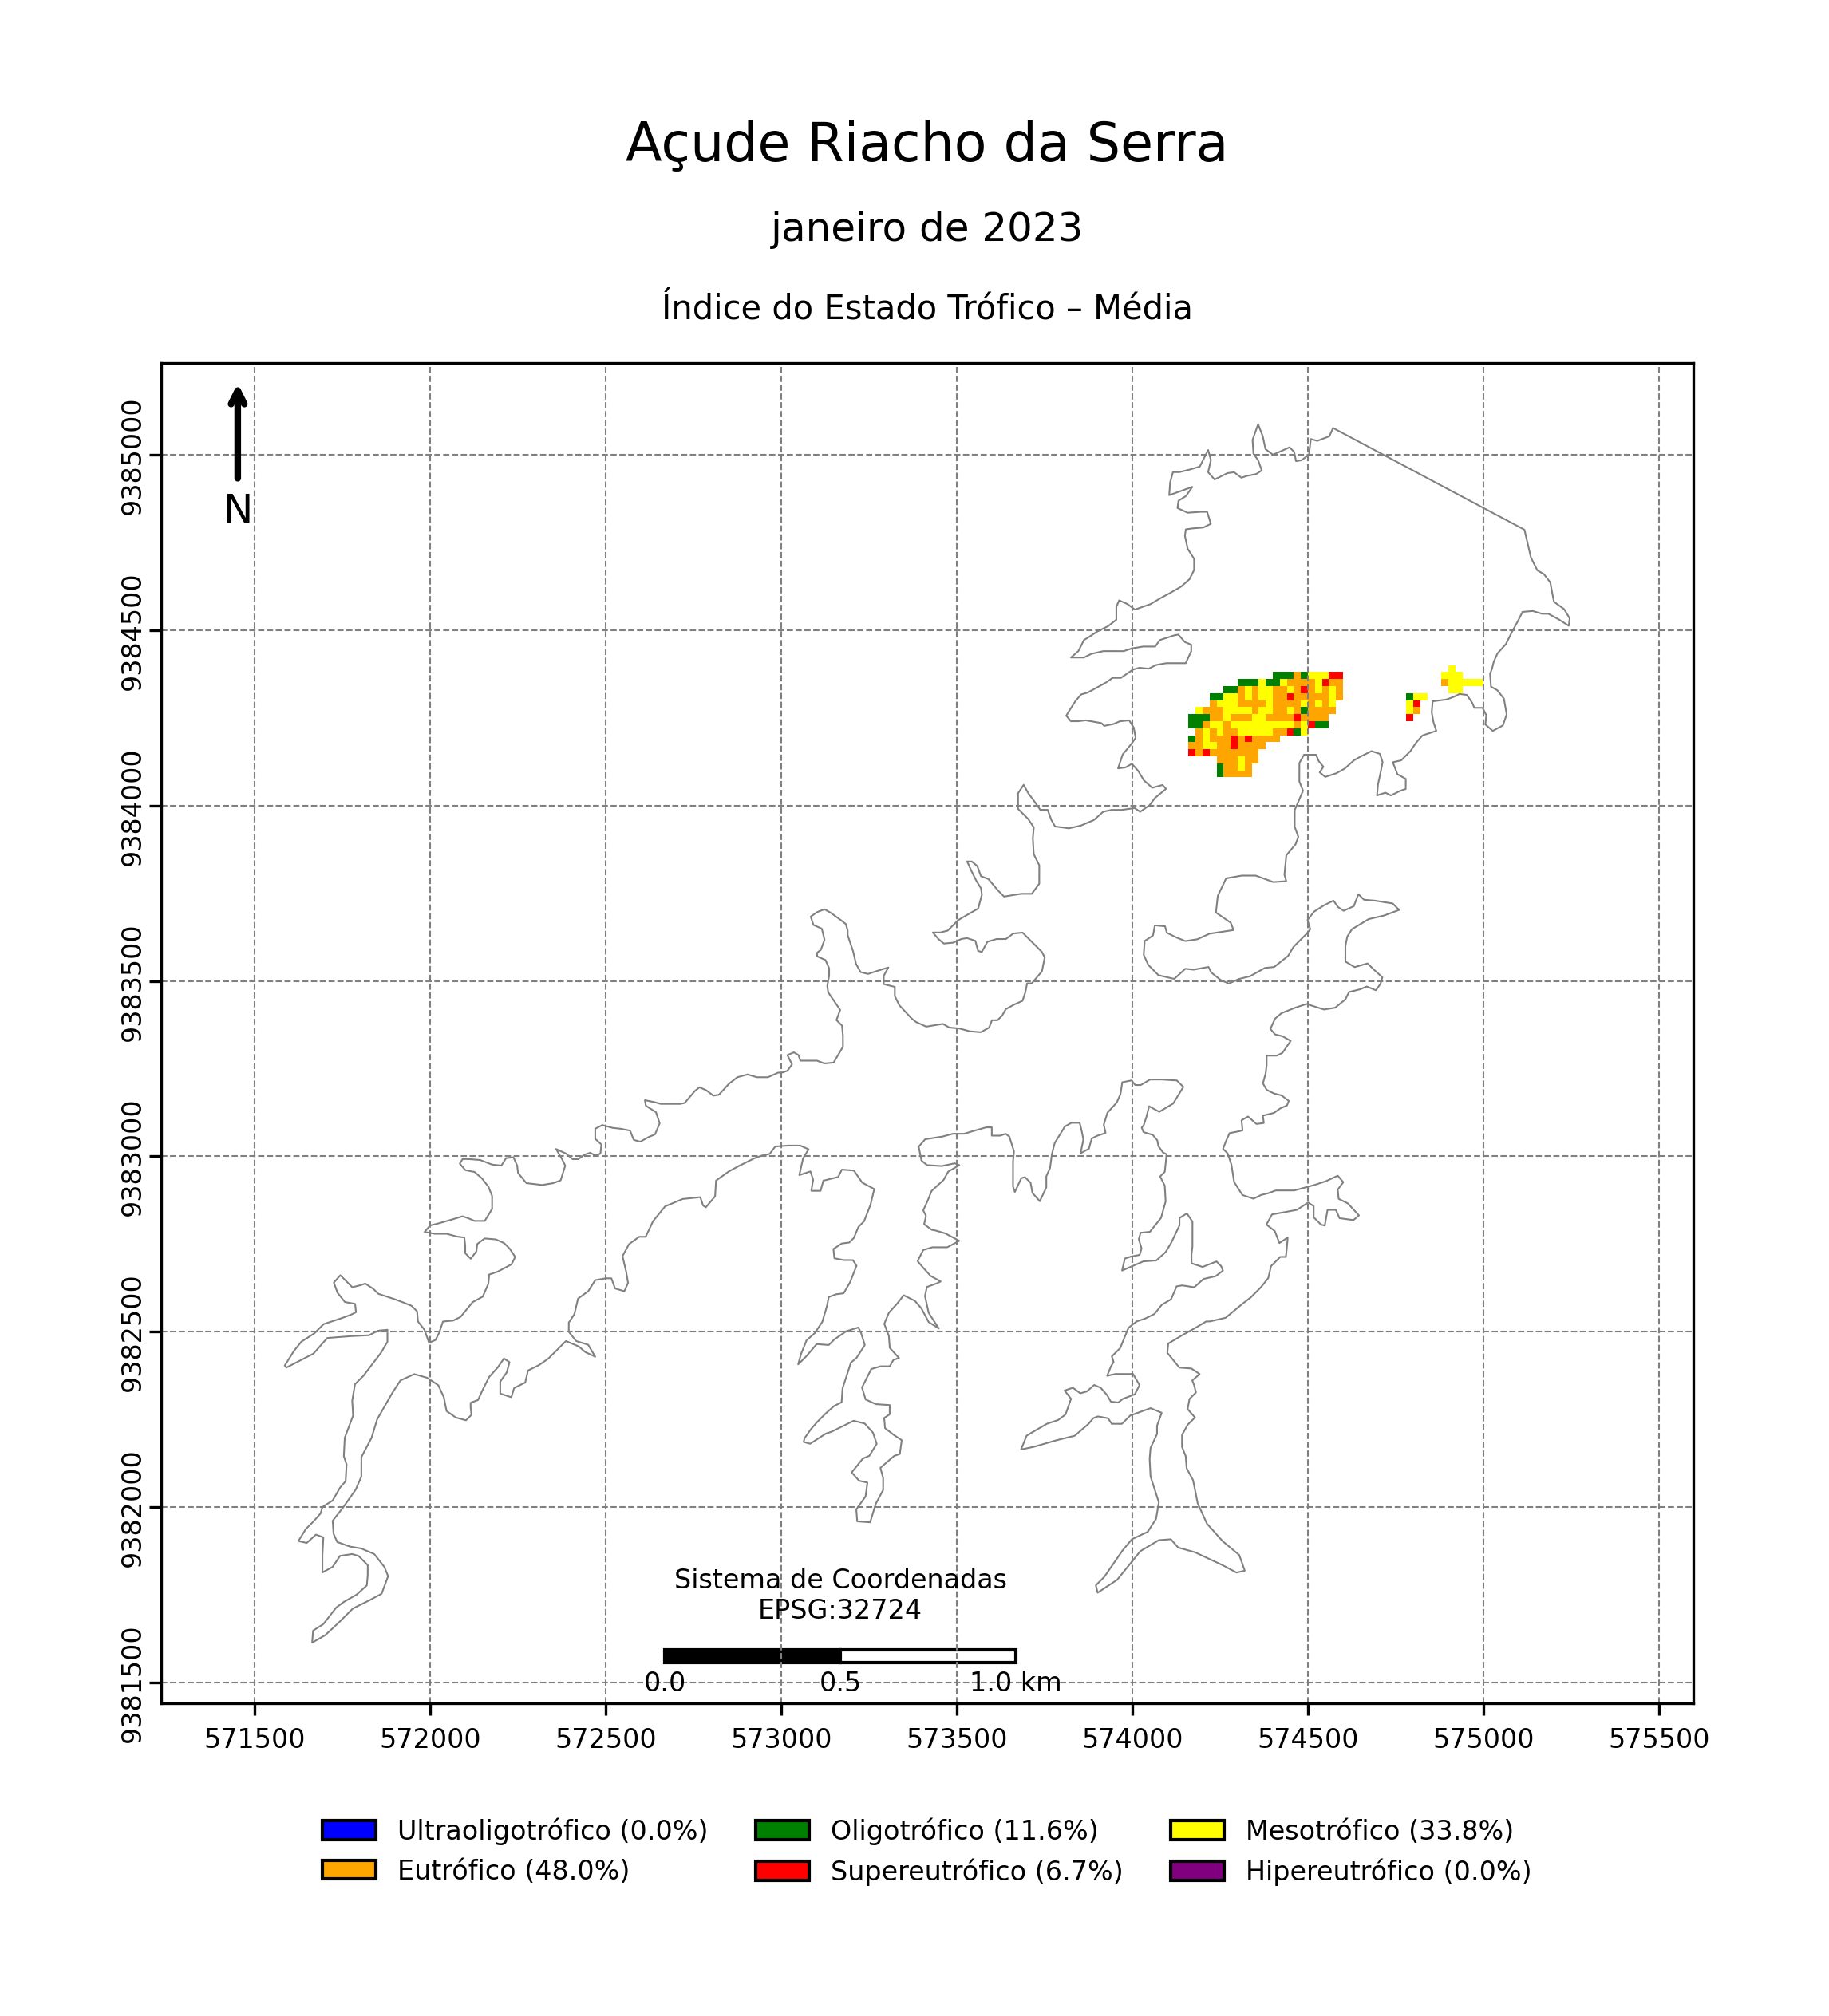 Açude Riacho da Serra
janeiro de 2023
Índice do Estado Trófico – Média
N
9385000
9384500
9384000
9383500
9383000
9382500
9382000
9381500
Sistema de Coordenadas
EPSG:32724
0.0 0.5 1.0 km
571500 572000 572500 573000 573500 574000 574500 575000 575500
Ultraoligotrófico (0.0%) Oligotrófico (11.6%) Mesotrófico (33.8%)
Eutrófico (48.0%) Supereutrófico (6.7%) Hipereutrófico (0.0%)